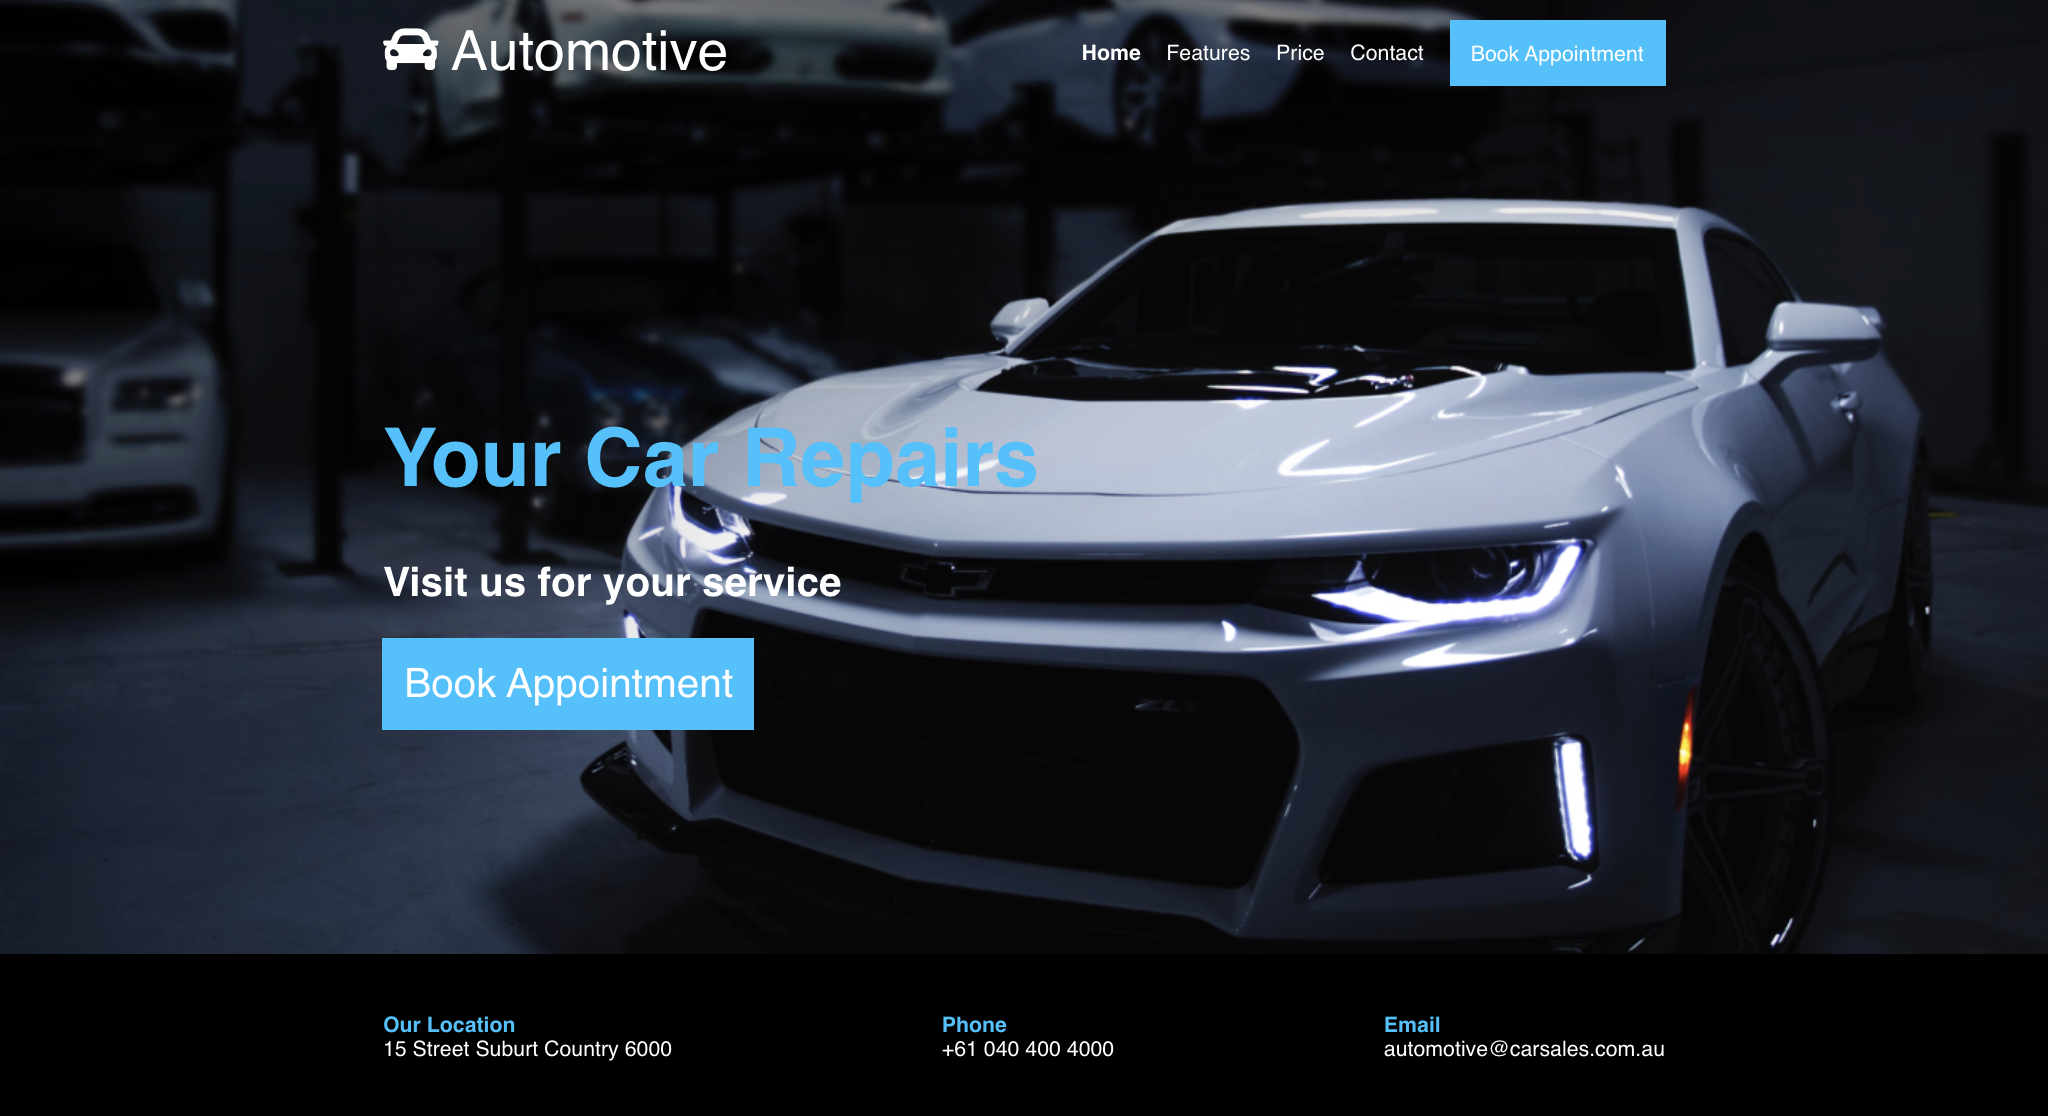 Automotive
Home Features Price Contact Book Appointment
Your Car Repairs
Visit us for your service
Book Appointment
ZL1
Our Location
15 Street Suburt Country 6000
Phone
+61 040 400 4000
Email
automotive@carsales.com.au